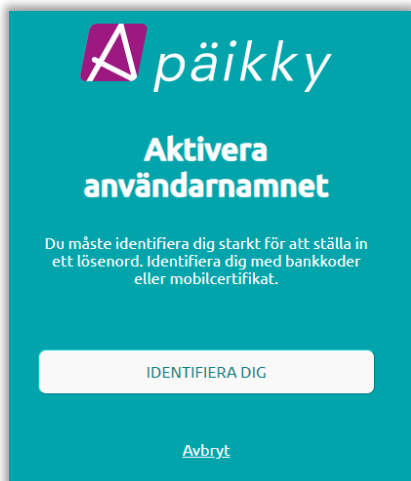 A päikky
Aktivera
användarnamnet
Du måste identifiera dig starkt för att ställa in
ett lösenord. Identifiera dig med bankkoder
eller mobilcertifikat.
IDENTIFIERA DIG
Avbryt